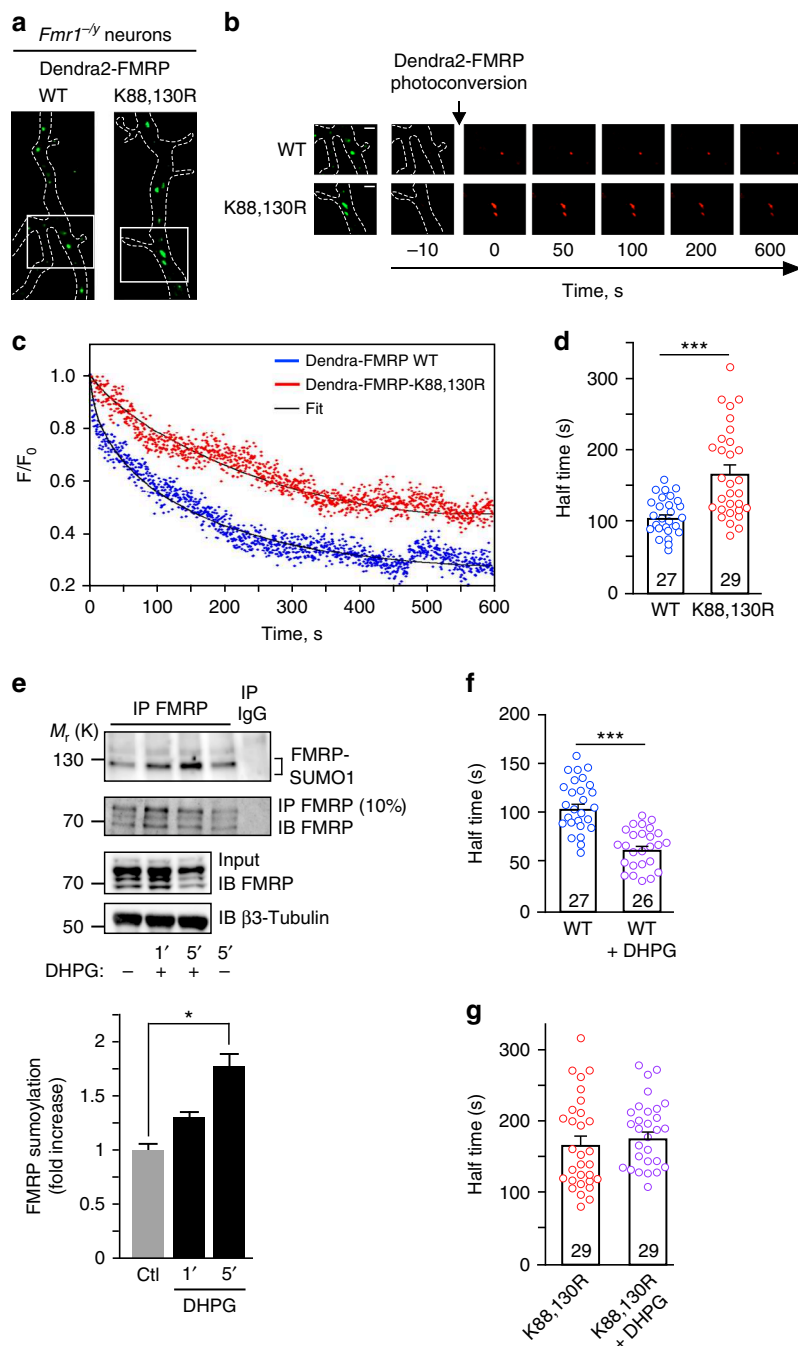 a
Fmr1–/y neurons
Dendra2-FMRP
WT K88,130R
b
Dendra2-FMRP
photoconversion
WT
K88,130R
–10 0 50 100 200 600
Time, s
c
Dendra-FMRP WT
Dendra-FMRP-K88,130R
Fit
1.0
0.8
0.6
0.4
0.2
F/F0
0 100 200 300 400 500 600
Time, s
d
***
300
200
100
0
Half time (s)
27 29
WT K88,130R
e
IP FMRP
IP
IgG
Mr (K)
130
FMRP-
SUMO1
70
IP FMRP (10%)
IB FMRP
70
Input
IB FMRP
50
IB β3-Tubulin
1′ 5′ 5′
DHPG: – + + –
*
2
1.5
1
0.5
0
FMRP sumoylation
(fold increase)
Ctl 1′ 5′
DHPG
f
***
200
150
100
50
0
Half time (s)
27 26
WT
WT
+ DHPG
g
300
200
100
0
Half time (s)
29 29
K88,130R
K88,130R
+ DHPG